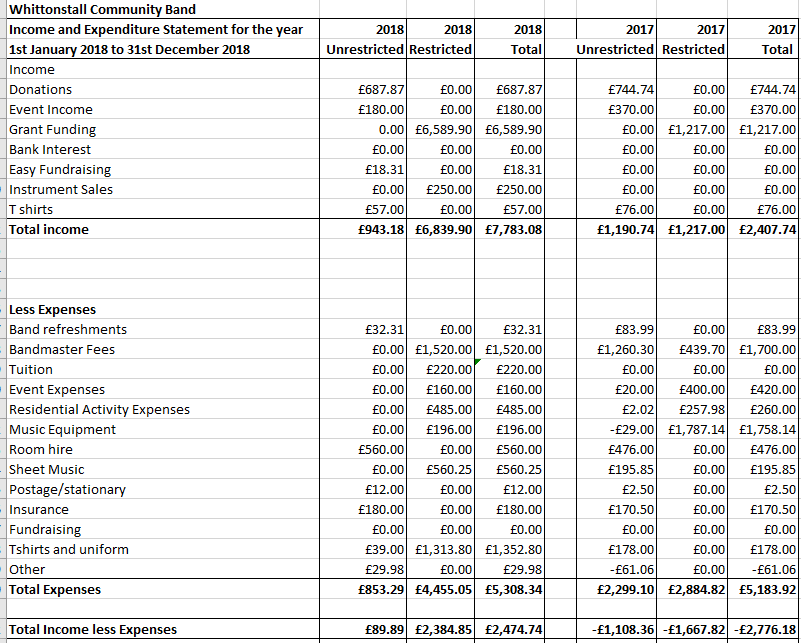 Whittonstall Community Band
Income and Expenditure Statement for the year 2018 2018 2018 2017 2017 2017
1st January 2018 to 31st December 2018 Unrestricted Restricted Total Unrestricted Restricted Total
Income
Donations £687.87 £0.00 £687.87 £744.74 £0.00 £744.74
Event Income £180.00 £0.00 £180.00 £370.00 £0.00 £370.00
Grant Funding 0.00 £6,589.90 £6,589.90 £0.00 £1,217.00 £1,217.00
Bank Interest £0.00 £0.00 £0.00 £0.00 £0.00 £0.00
Easy Fundraising £18.31 £0.00 £18.31 £0.00 £0.00 £0.00
Instrument Sales £0.00 £250.00 £250.00 £0.00 £0.00 £0.00
T shirts £57.00 £0.00 £57.00 £76.00 £0.00 £76.00
Total income £943.18 £6,839.90 £7,783.08 £1,190.74 £1,217.00 £2,407.74
Less Expenses
Band refreshments £32.31 £0.00 £32.31 £83.99 £0.00 £83.99
Bandmaster Fees £0.00 £1,520.00 £1,520.00 £1,260.30 £439.70 £1,700.00
Tuition £0.00 £220.00 £220.00 £0.00 £0.00 £0.00
Event Expenses £0.00 £160.00 £160.00 £20.00 £400.00 £420.00
Residential Activity Expenses £0.00 £485.00 £485.00 £2.02 £257.98 £260.00
Music Equipment £0.00 £196.00 £196.00 -£29.00 £1,787.14 £1,758.14
Room hire £560.00 £0.00 £560.00 £476.00 £0.00 £476.00
Sheet Music £0.00 £560.25 £560.25 £195.85 £0.00 £195.85
Postage/stationary £12.00 £0.00 £12.00 £2.50 £0.00 £2.50
Insurance £180.00 £0.00 £180.00 £170.50 £0.00 £170.50
Fundraising £0.00 £0.00 £0.00 £0.00 £0.00 £0.00
Tshirts and uniform £39.00 £1,313.80 £1,352.80 £178.00 £0.00 £178.00
Other £29.98 £0.00 £29.98 -£61.06 £0.00 -£61.06
Total Expenses £853.29 £4,455.05 £5,308.34 £2,299.10 £2,884.82 £5,183.92
Total Income less Expenses £89.89 £2,384.85 £2,474.74 -£1,108.36 -£1,667.82 -£2,776.18